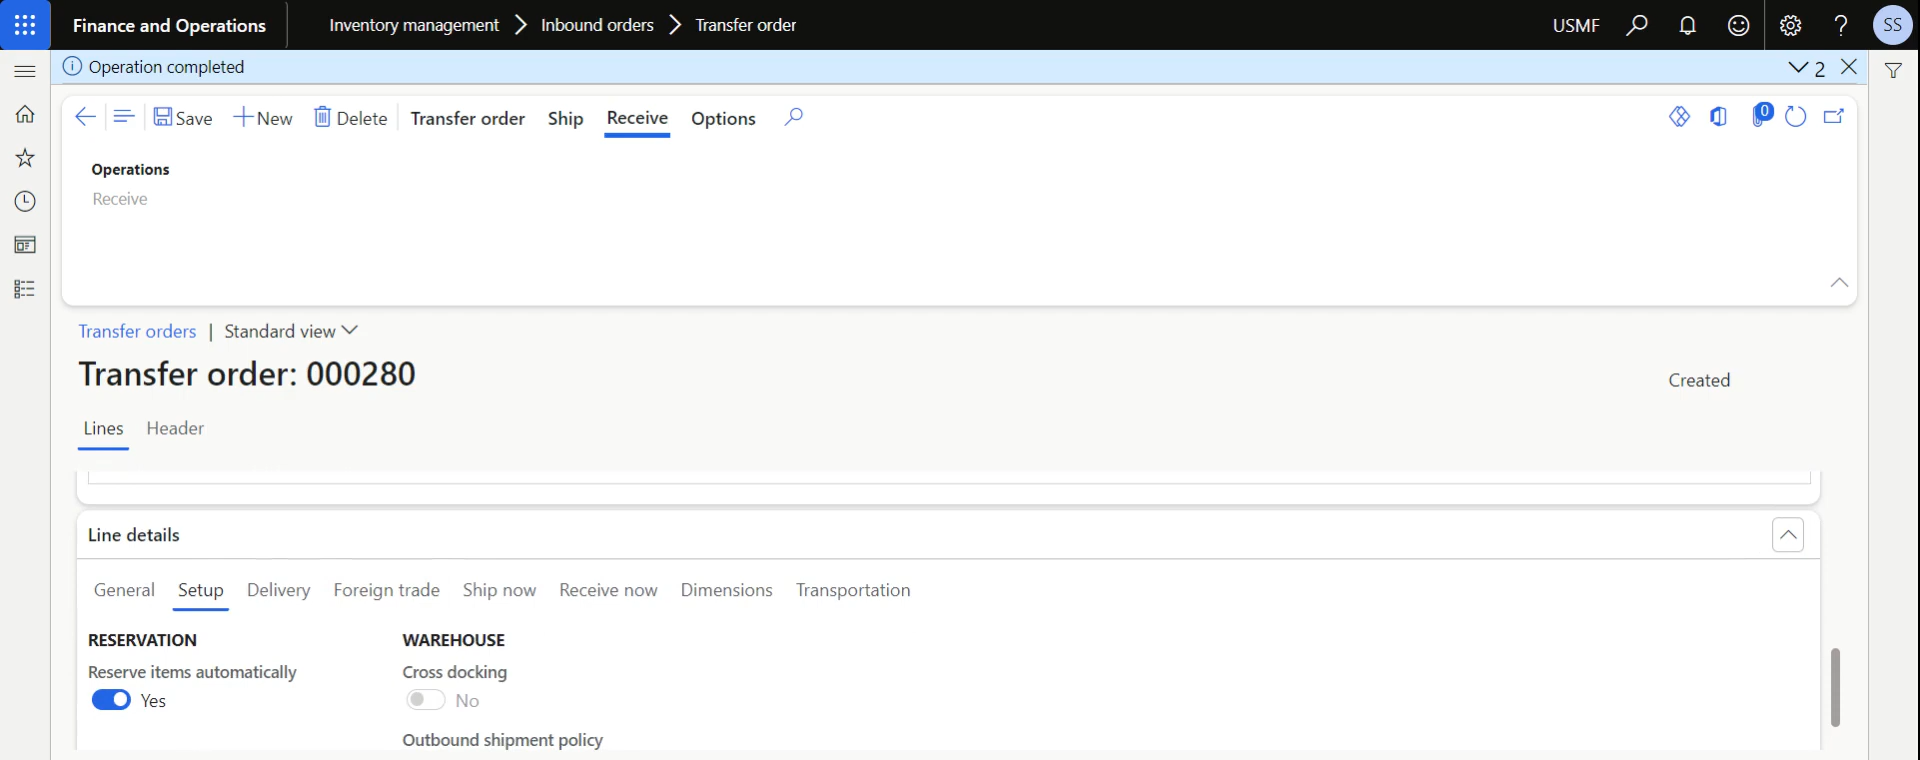 Finance and Operations
Inventory management > Inbound orders > Transfer order
USMF
? SS
Operation completed
2
Save New Delete Transfer order Ship Receive Options
0
Operations
Receive
Transfer orders | Standard view
Transfer order: 000280
Created
Lines Header
Line details
General Setup Delivery Foreign trade Ship now Receive now Dimensions Transportation
RESERVATION WAREHOUSE
Reserve items automatically Cross docking
Yes No
Outbound shipment policy